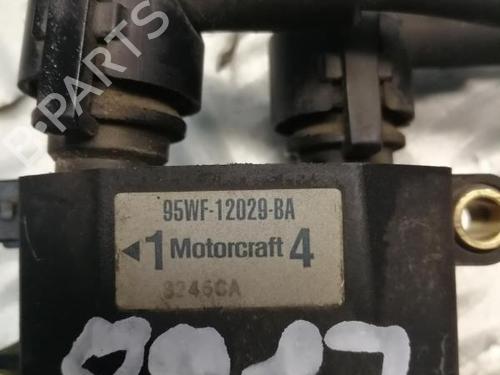 B-PARTS
95WF-12029-BA
◄1 Motorcraft 4
3246CA